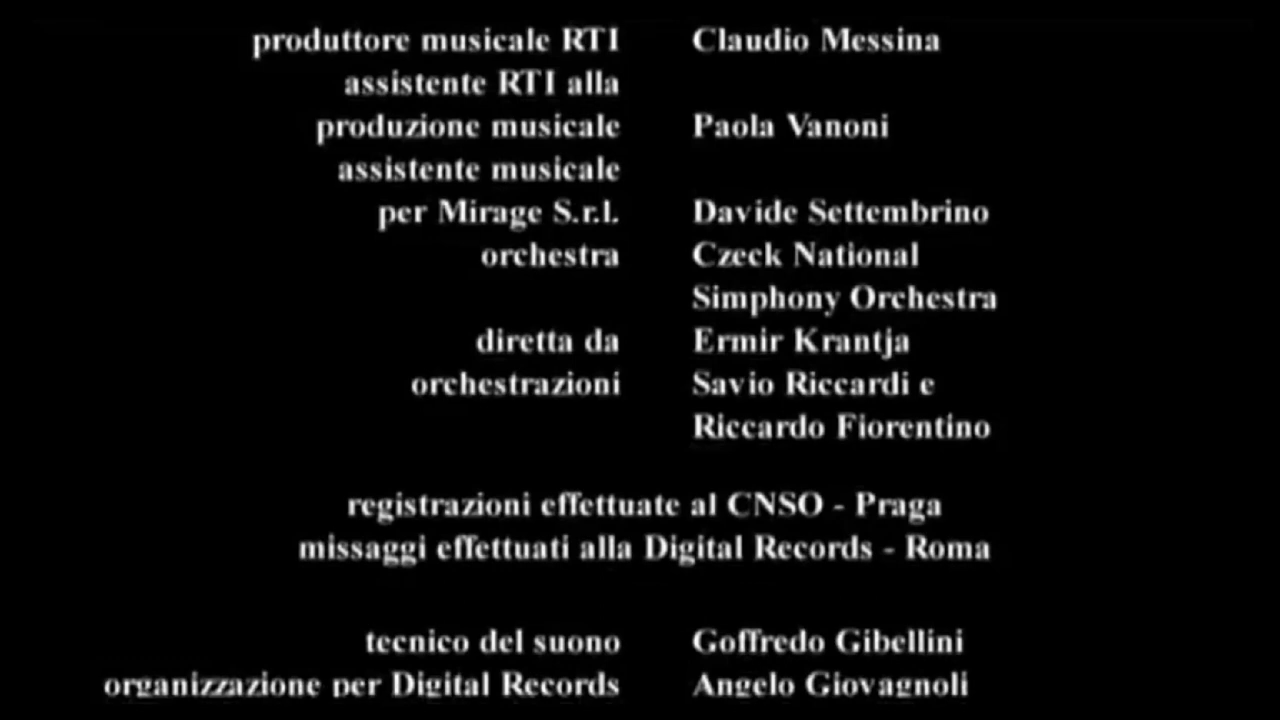 produttore musicale RTI Claudio Messina
assistente RTI alla
produzione musicale Paola Vanoni
assistente musicale
per Mirage S.r.l. Davide Settembrino
orchestra Czeck National
Simphony Orchestra
diretta da Ermir Krantja
orchestrazioni Savio Riccardi e
Riccardo Fiorentino
registrazioni effettuate al CNSO - Praga
missaggi effettuati alla Digital Records - Roma
tecnico del suono Goffredo Gibellini
organizzazione per Digital Records Angelo Giovagnoli